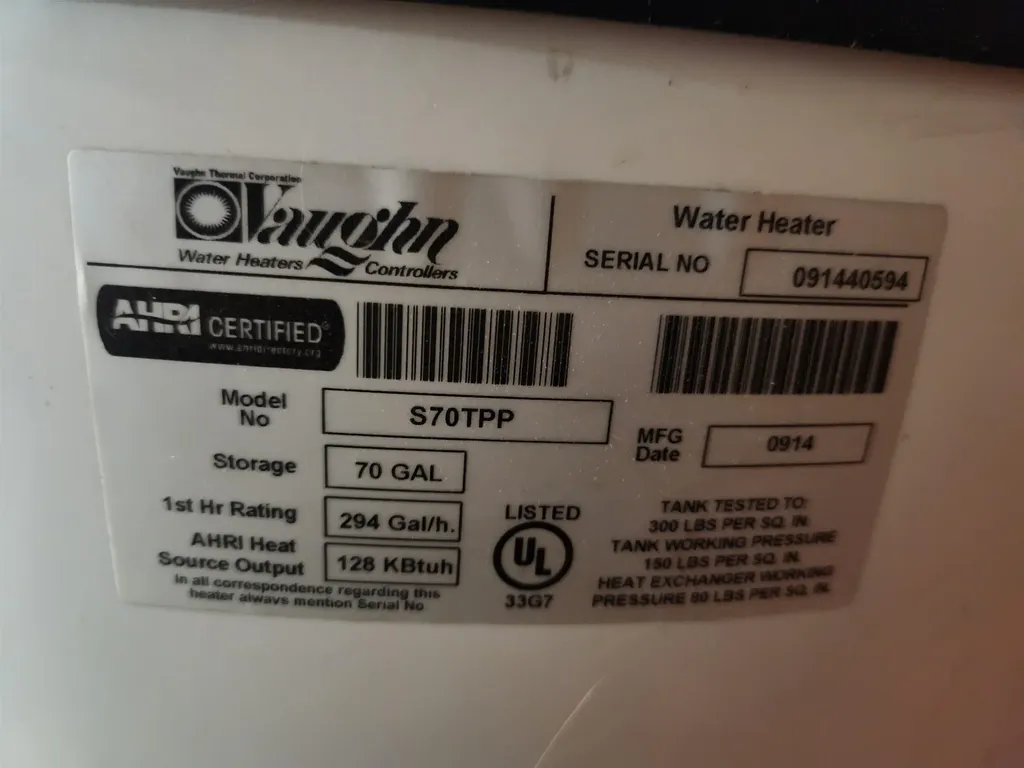 Vaughn Thermal Corporation
Vaughn
Water Heaters Controllers
Water Heater
SERIAL NO 091440594
AHRI CERTIFIED®
www.ahridirectory.org
Model No S70TPP
MFG Date 0914
Storage 70 GAL
1st Hr Rating 294 Gal/h.
AHRI Heat Source Output 128 KBtuh
In all correspondence regarding this
heater always mention Serial No
LISTED
UL
33G7
TANK TESTED TO:
300 LBS PER SQ. IN.
TANK WORKING PRESSURE
150 LBS PER SQ. IN.
HEAT EXCHANGER WORKING
PRESSURE 80 LBS PER SQ. IN.